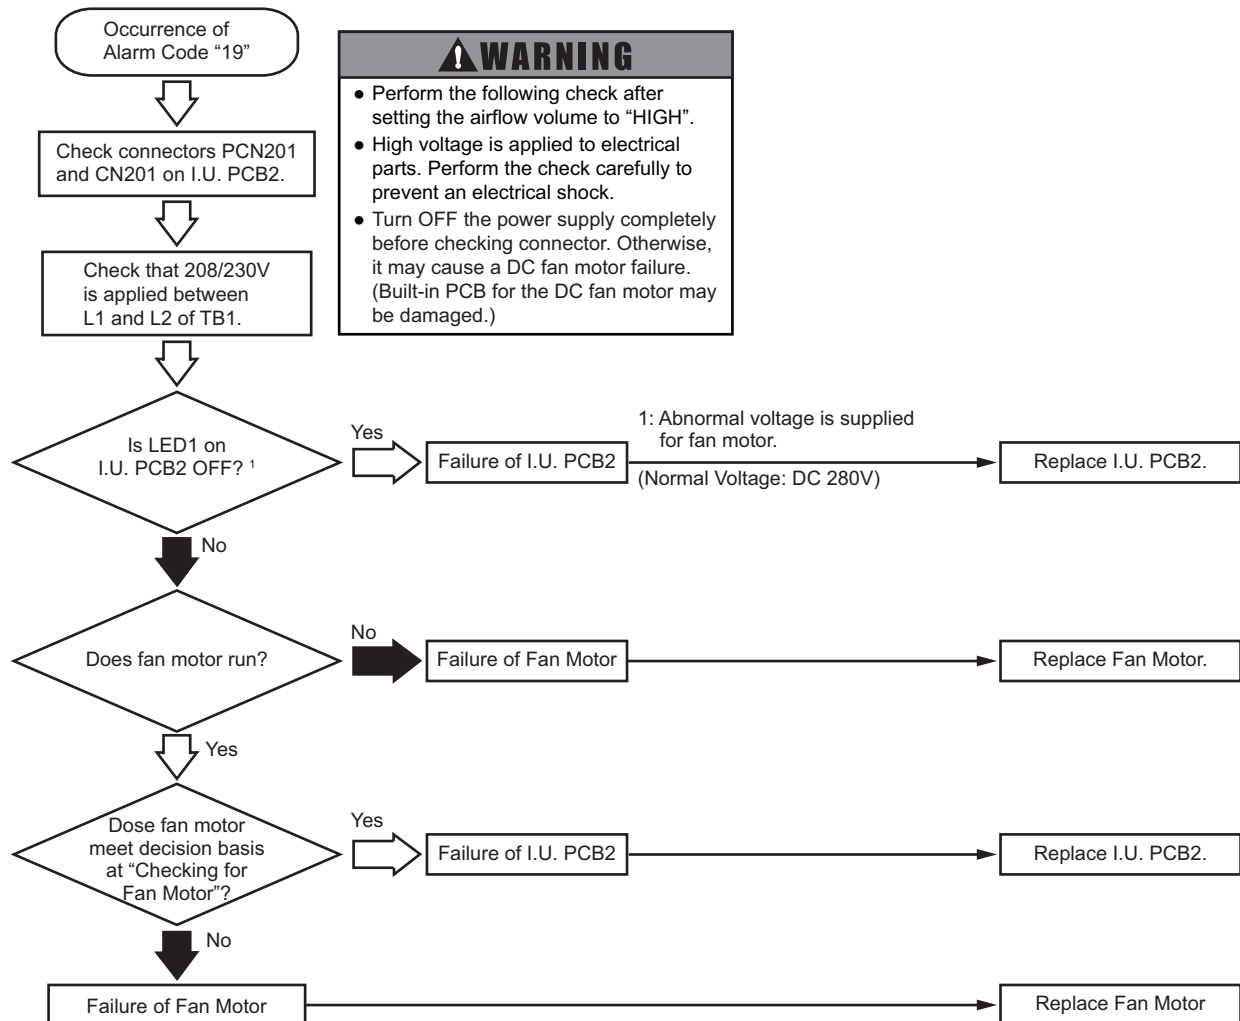 Occurrence of
Alarm Code “19”
WARNING
● Perform the following check after
setting the airflow volume to “HIGH”.
● High voltage is applied to electrical
parts. Perform the check carefully to
prevent an electrical shock.
● Turn OFF the power supply completely
before checking connector. Otherwise,
it may cause a DC fan motor failure.
(Built-in PCB for the DC fan motor may
be damaged.)
Check connectors PCN201
and CN201 on I.U. PCB2.
Check that 208/230V
is applied between
L1 and L2 of TB1.
Is LED1 on
I.U. PCB2 OFF? 1
Yes
Failure of I.U. PCB2
1: Abnormal voltage is supplied
for fan motor.
(Normal Voltage: DC 280V)
Replace I.U. PCB2.
No
Does fan motor run?
No
Failure of Fan Motor
Replace Fan Motor.
Yes
Dose fan motor
meet decision basis
at “Checking for
Fan Motor”?
Yes
Failure of I.U. PCB2
Replace I.U. PCB2.
No
Failure of Fan Motor
Replace Fan Motor